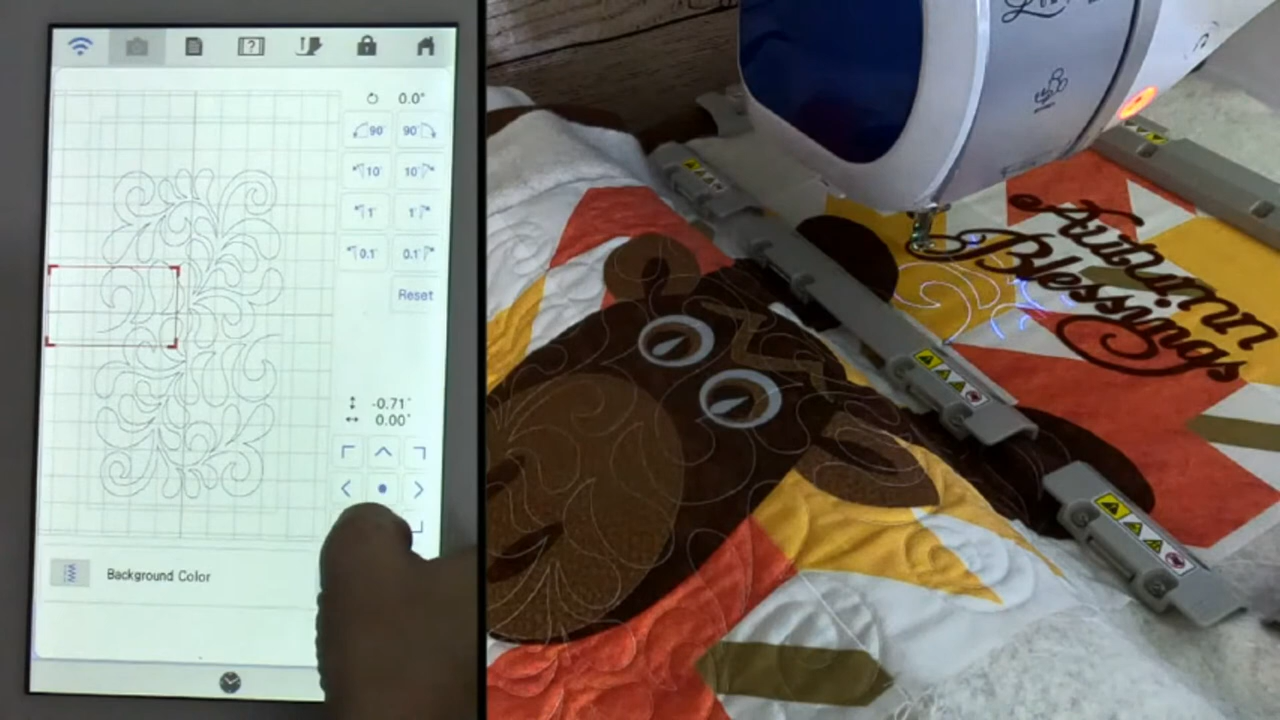 0.0°
90° 90°
10° 10°
1° 1°
0.1° 0.1°
Reset
-0.71"
0.00"
Background Color
Autumn
Blessings